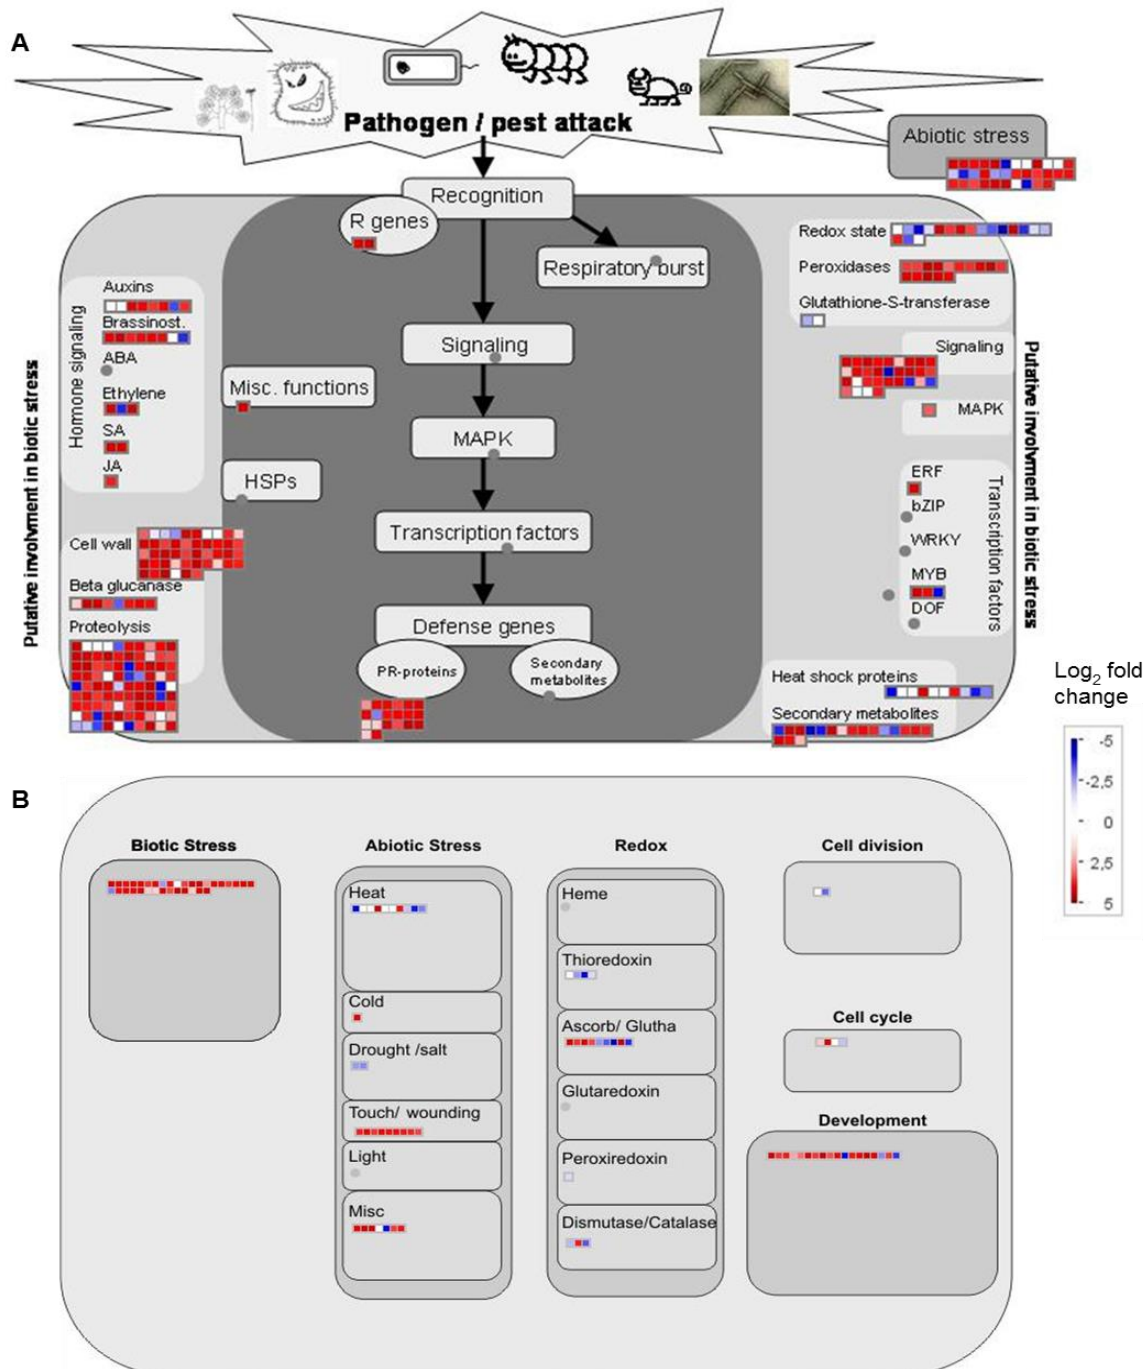 A
Pathogen / pest attack
Abiotic stress
Recognition
R genes
Respiratory burst
Redox state
Peroxidases
Glutathione-S-transferase
Hormone signaling
Auxins
Brassinost.
ABA
Ethylene
SA
JA
Signaling
Misc. functions
MAPK
HSPs
Transcription factors
Defense genes
PR-proteins
Secondary
metabolites
Putative involvment in biotic stress
Cell wall
Beta glucanase
Proteolysis
Signaling
MAPK
ERF
bZIP
WRKY
MYB
DOF
Transcription factors
Putative involvment in biotic stress
Heat shock proteins
Secondary metabolites
Log2 fold
change
-5
-2,5
0
2,5
5
B
Biotic Stress
Abiotic Stress
Heat
Cold
Drought /salt
Touch/ wounding
Light
Misc
Redox
Heme
Thioredoxin
Ascorb/ Glutha
Glutaredoxin
Peroxiredoxin
Dismutase/Catalase
Cell division
Cell cycle
Development